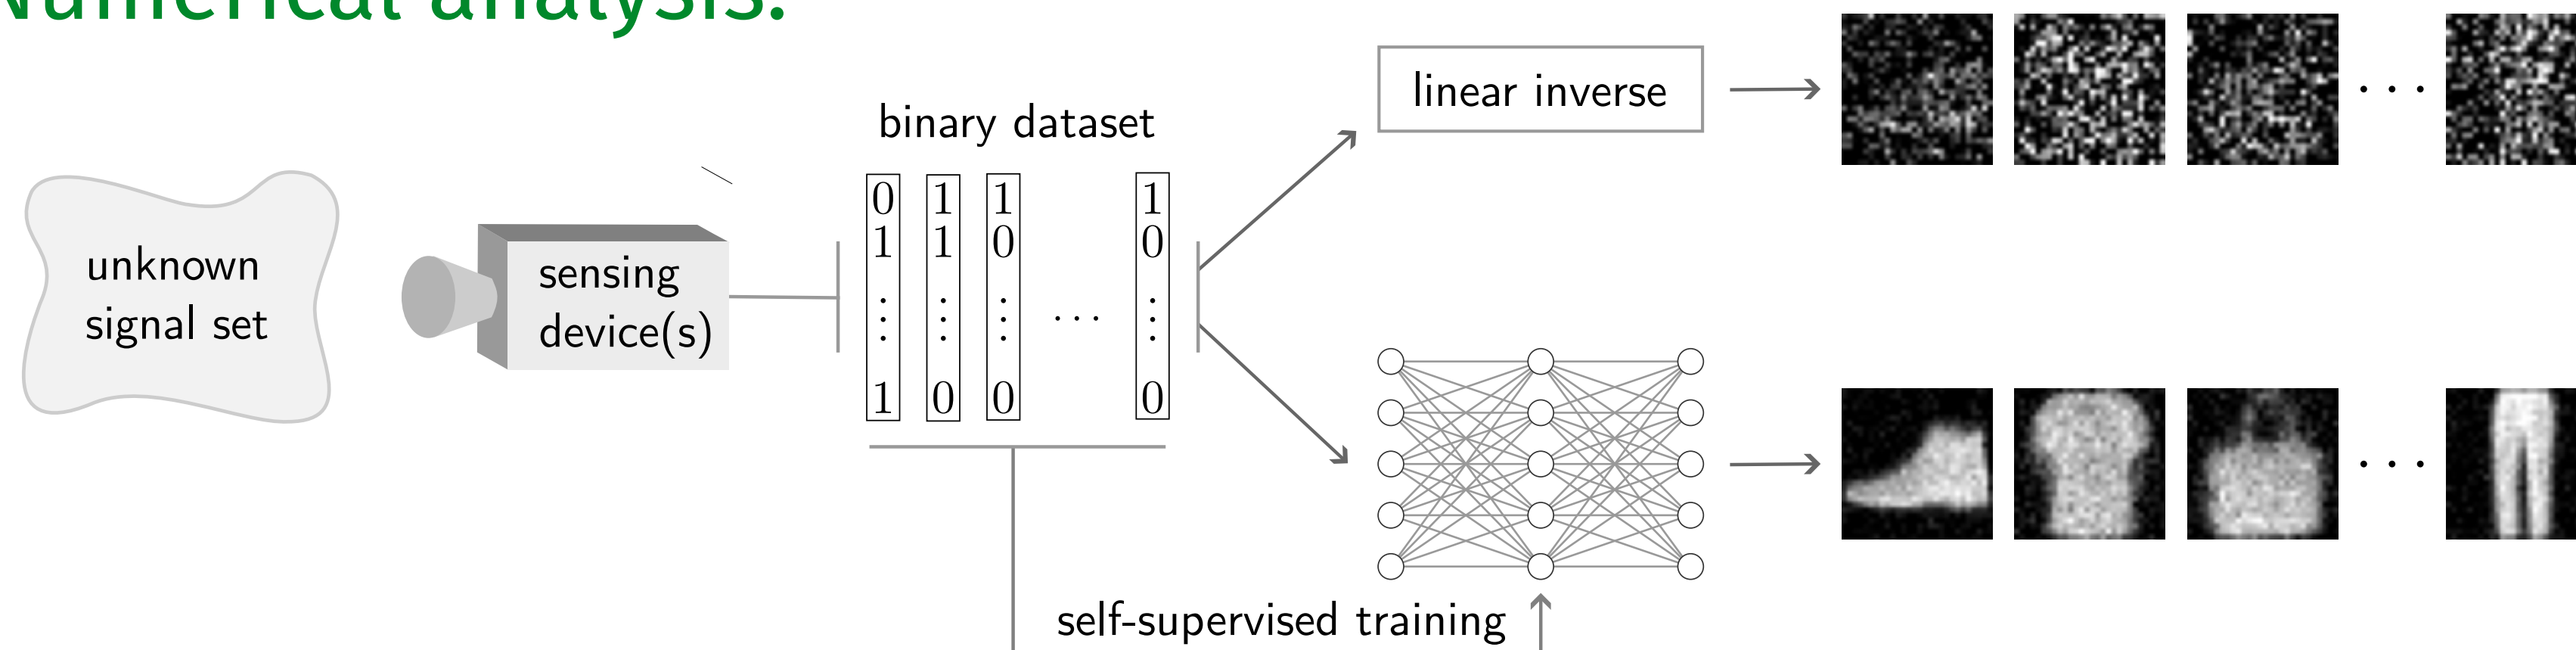 Numerical analysis:
binary dataset
linear inverse
unknown
signal set
sensing
device(s)
0 1 1 1
1 1 0 0
⋮ ⋮ ⋮ ... ⋮
1 0 0 0
. . .
. . .
self-supervised training